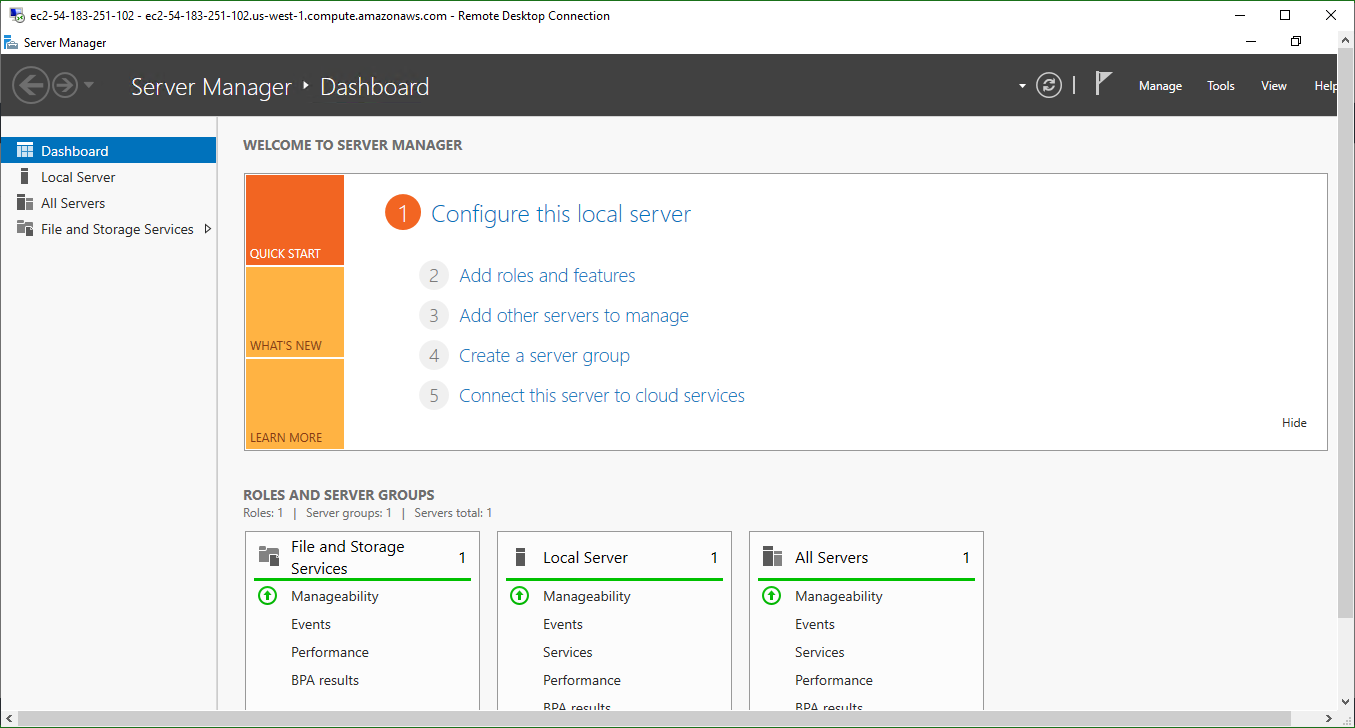 ec2-54-183-251-102 - ec2-54-183-251-102.us-west-1.compute.amazonaws.com - Remote Desktop Connection
Server Manager
Server Manager Dashboard
Manage Tools View Help
Dashboard
Local Server
All Servers
File and Storage Services
WELCOME TO SERVER MANAGER
QUICK START
WHAT'S NEW
LEARN MORE
1 Configure this local server
2 Add roles and features
3 Add other servers to manage
4 Create a server group
5 Connect this server to cloud services
Hide
ROLES AND SERVER GROUPS
Roles: 1 | Server groups: 1 | Servers total: 1
File and Storage
Services
1
Manageability
Events
Performance
BPA results
Local Server 1
Manageability
Events
Services
Performance
BPA results
All Servers 1
Manageability
Events
Services
Performance
BPA results